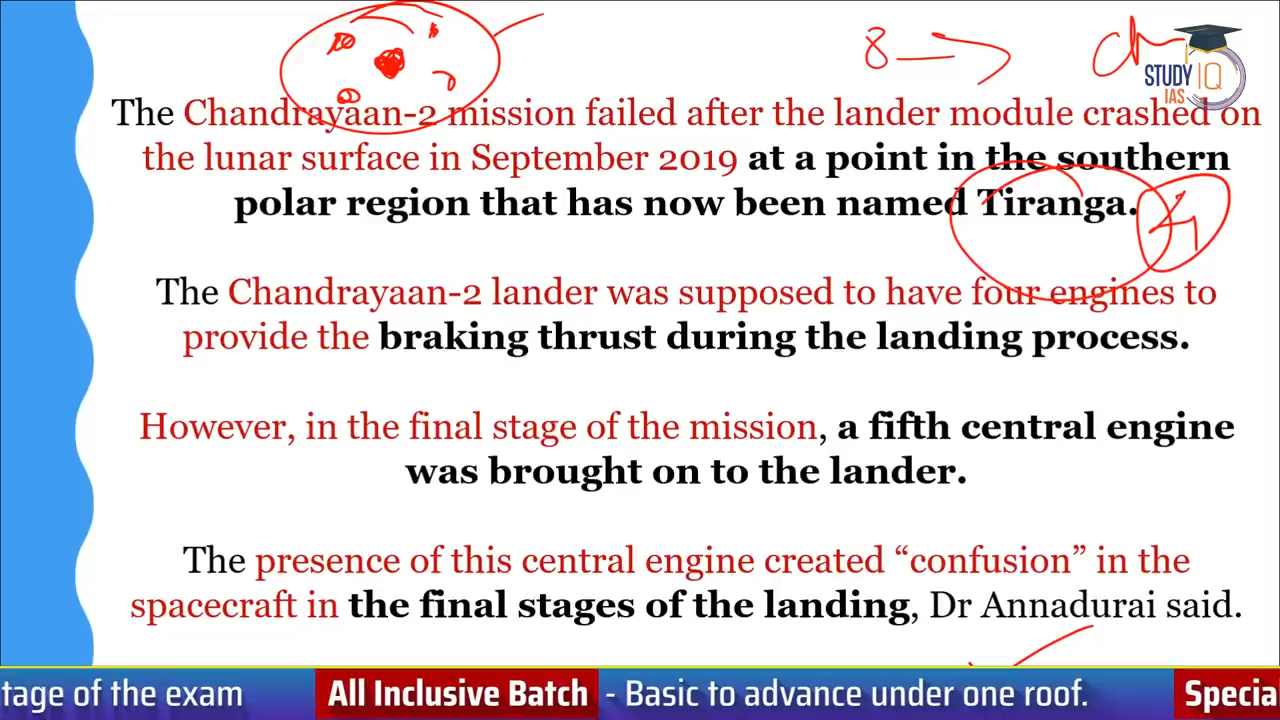 8
STUDY IQ
IAS
The Chandrayaan-2 mission failed after the lander module crashed on
the lunar surface in September 2019 at a point in the southern
polar region that has now been named Tiranga.
The Chandrayaan-2 lander was supposed to have four engines to
provide the braking thrust during the landing process.
However, in the final stage of the mission, a fifth central engine
was brought on to the lander.
The presence of this central engine created “confusion” in the
spacecraft in the final stages of the landing, Dr Annadurai said.
tage of the exam All Inclusive Batch - Basic to advance under one roof. Specia